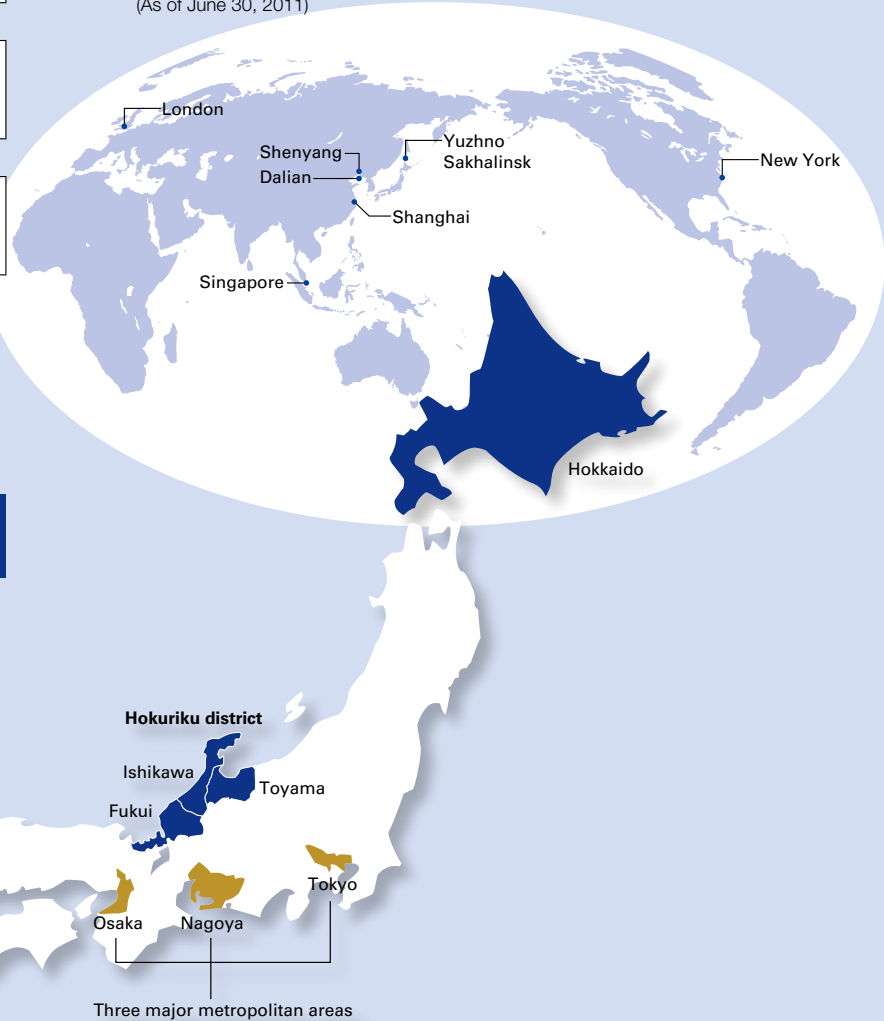 (As of June 30, 2011)
London
Shenyang
Dalian
Yuzhno
Sakhalinsk
New York
Shanghai
Singapore
Hokkaido
Hokuriku district
Ishikawa
Toyama
Fukui
Tokyo
Osaka
Nagoya
Three major metropolitan areas